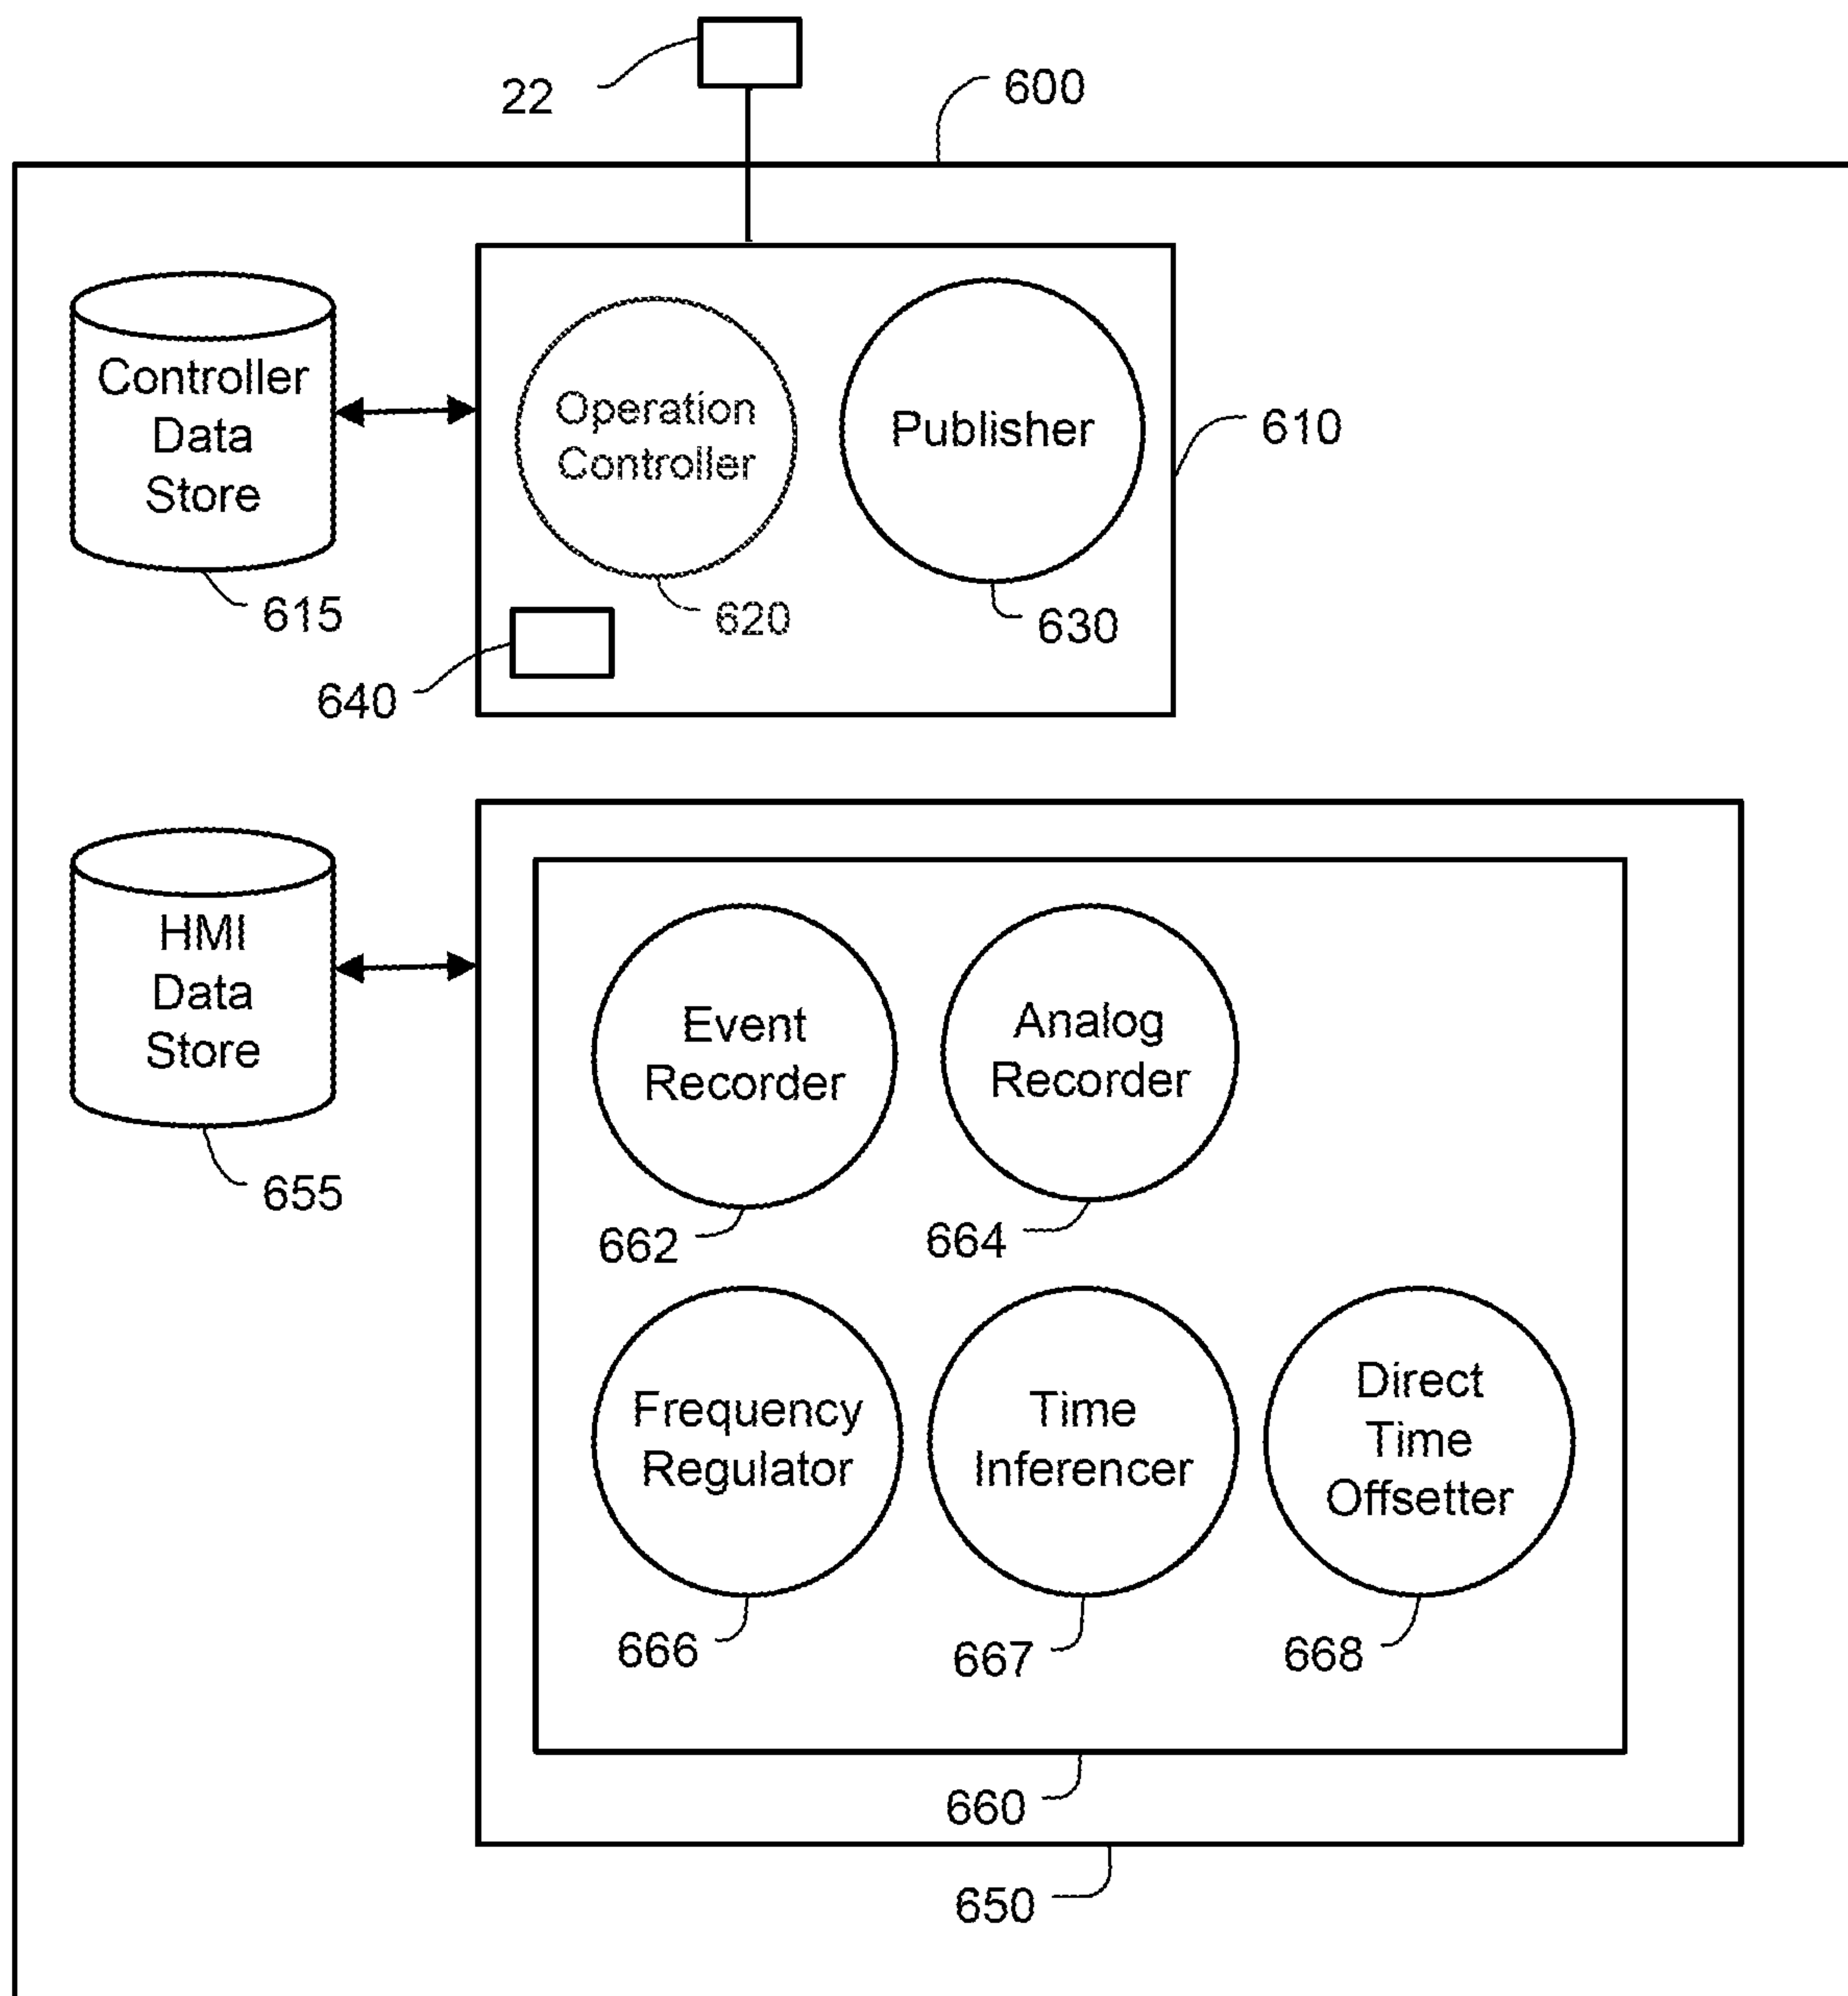 22
600
Controller
Data
Store
615
Operation
Controller
620
Publisher
630
610
640
HMI
Data
Store
655
Event
Recorder
662
Analog
Recorder
664
Frequency
Regulator
666
Time
Inferencer
667
Direct
Time
Offsetter
668
660
650